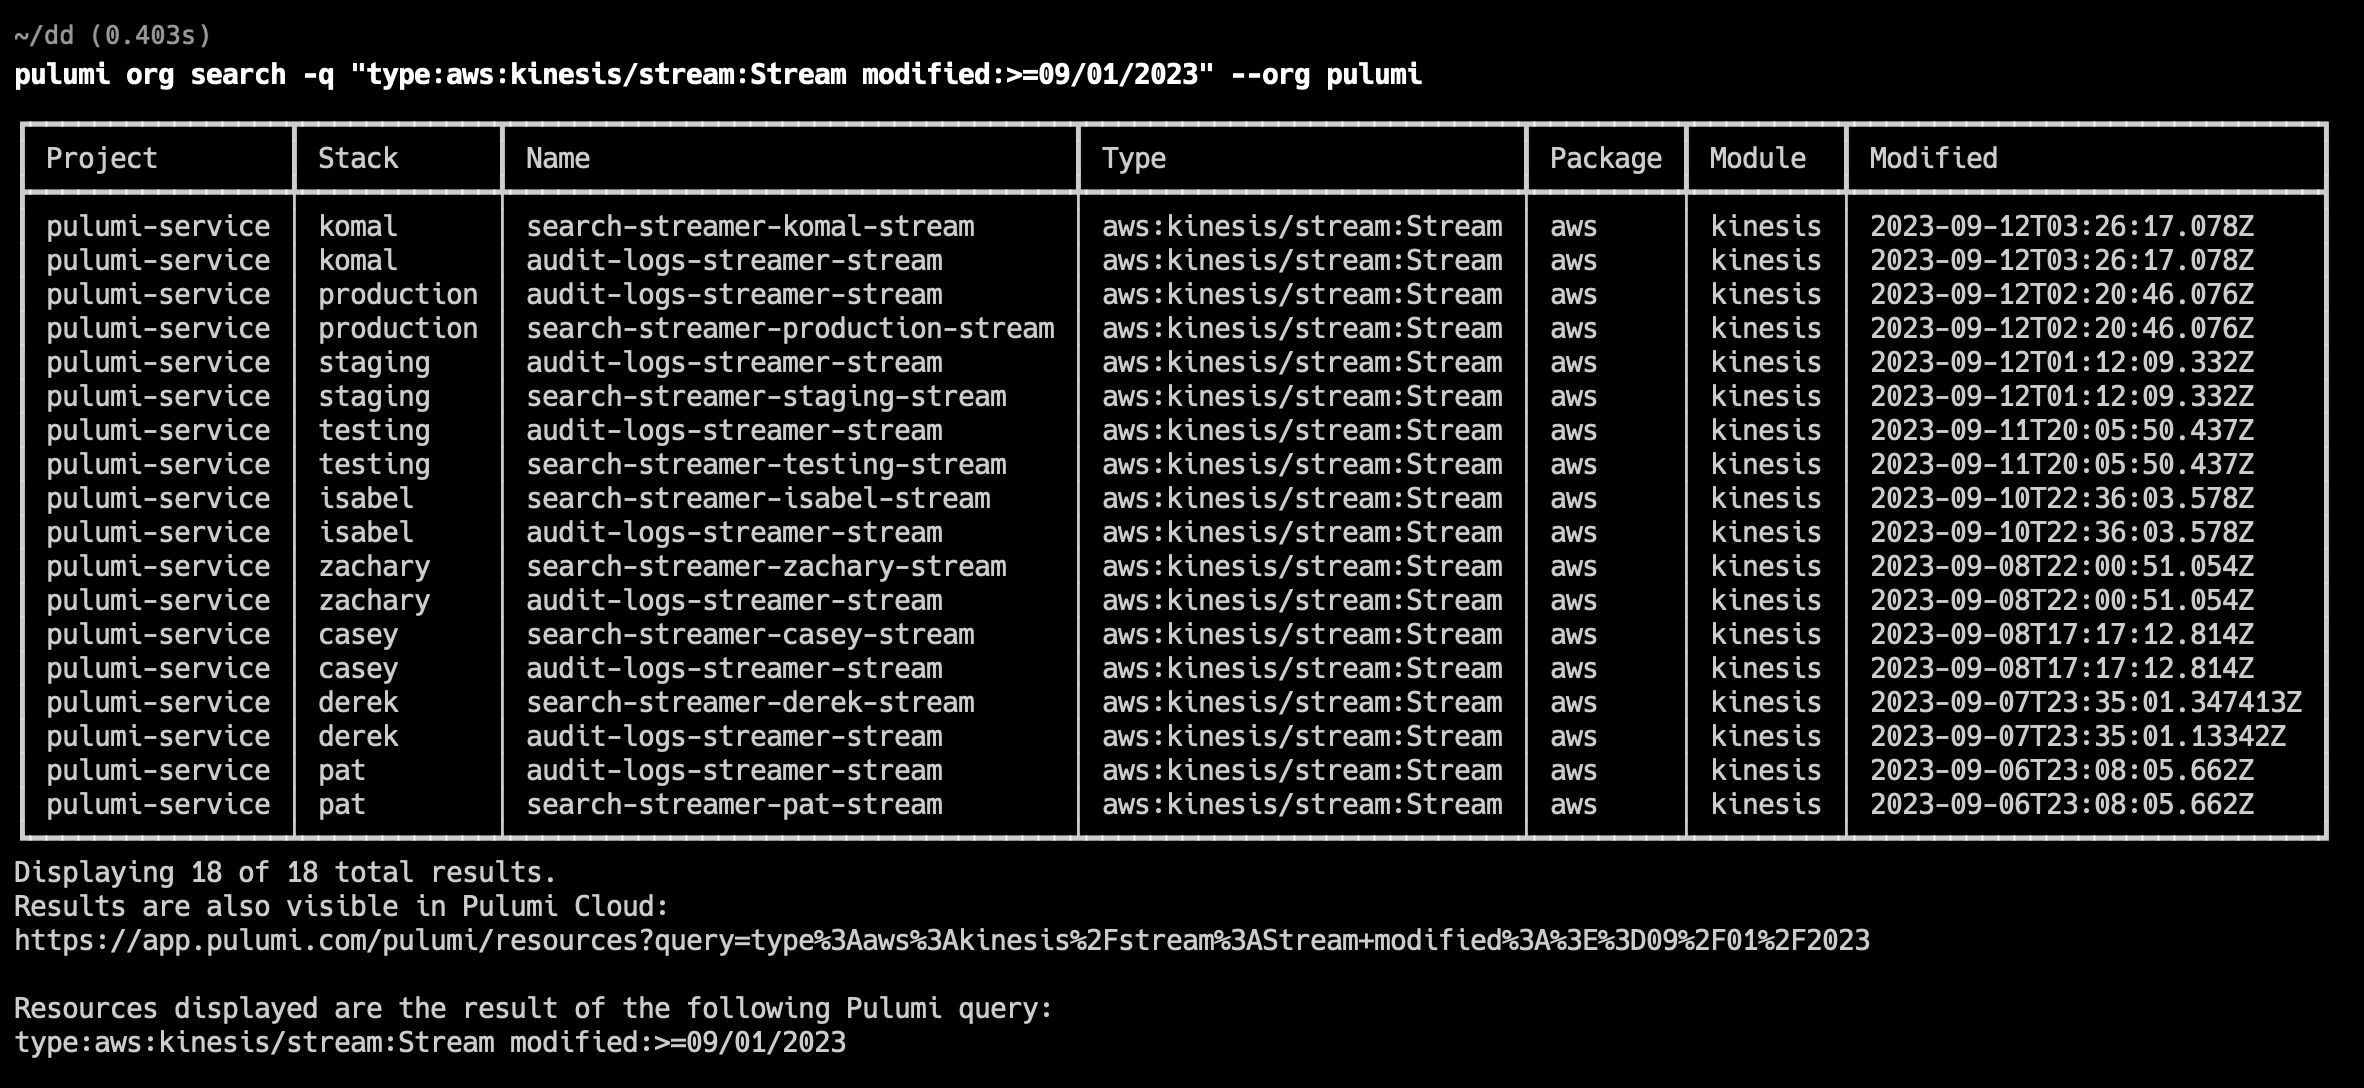 ~/dd (0.403s)
pulumi org search -q "type:aws:kinesis/stream:Stream modified:>=09/01/2023" --org pulumi
Project Stack Name Type Package Module Modified
pulumi-service komal search-streamer-komal-stream aws:kinesis/stream:Stream aws kinesis 2023-09-12T03:26:17.078Z
pulumi-service komal audit-logs-streamer-stream aws:kinesis/stream:Stream aws kinesis 2023-09-12T03:26:17.078Z
pulumi-service production audit-logs-streamer-stream aws:kinesis/stream:Stream aws kinesis 2023-09-12T02:20:46.076Z
pulumi-service production search-streamer-production-stream aws:kinesis/stream:Stream aws kinesis 2023-09-12T02:20:46.076Z
pulumi-service staging audit-logs-streamer-stream aws:kinesis/stream:Stream aws kinesis 2023-09-12T01:12:09.332Z
pulumi-service staging search-streamer-staging-stream aws:kinesis/stream:Stream aws kinesis 2023-09-12T01:12:09.332Z
pulumi-service testing audit-logs-streamer-stream aws:kinesis/stream:Stream aws kinesis 2023-09-11T20:05:50.437Z
pulumi-service testing search-streamer-testing-stream aws:kinesis/stream:Stream aws kinesis 2023-09-11T20:05:50.437Z
pulumi-service isabel search-streamer-isabel-stream aws:kinesis/stream:Stream aws kinesis 2023-09-10T22:36:03.578Z
pulumi-service isabel audit-logs-streamer-stream aws:kinesis/stream:Stream aws kinesis 2023-09-10T22:36:03.578Z
pulumi-service zachary search-streamer-zachary-stream aws:kinesis/stream:Stream aws kinesis 2023-09-08T22:00:51.054Z
pulumi-service zachary audit-logs-streamer-stream aws:kinesis/stream:Stream aws kinesis 2023-09-08T22:00:51.054Z
pulumi-service casey search-streamer-casey-stream aws:kinesis/stream:Stream aws kinesis 2023-09-08T17:17:12.814Z
pulumi-service casey audit-logs-streamer-stream aws:kinesis/stream:Stream aws kinesis 2023-09-08T17:17:12.814Z
pulumi-service derek search-streamer-derek-stream aws:kinesis/stream:Stream aws kinesis 2023-09-07T23:35:01.347413Z
pulumi-service derek audit-logs-streamer-stream aws:kinesis/stream:Stream aws kinesis 2023-09-07T23:35:01.13342Z
pulumi-service pat audit-logs-streamer-stream aws:kinesis/stream:Stream aws kinesis 2023-09-06T23:08:05.662Z
pulumi-service pat search-streamer-pat-stream aws:kinesis/stream:Stream aws kinesis 2023-09-06T23:08:05.662Z
Displaying 18 of 18 total results.
Results are also visible in Pulumi Cloud:
https://app.pulumi.com/pulumi/resources?query=type%3Aaws%3Akinesis%2Fstream%3AStream+modified%3A%3E%3D09%2F01%2F2023
Resources displayed are the result of the following Pulumi query:
type:aws:kinesis/stream:Stream modified:>=09/01/2023